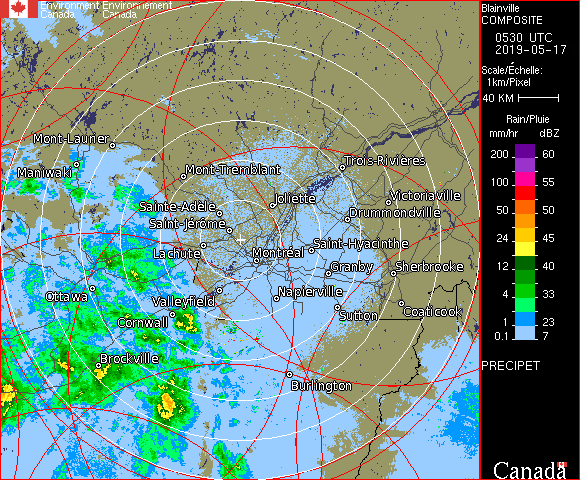 Environment Environnement
Canada Canada
Blainville
COMPOSITE
0530 UTC
2019-05-17
Scale/Échelle:
1km/Pixel
40 KM
Rain/Pluie
mm/hr dBZ
200 60
100 55
50 50
24 45
12 40
4 33
1 23
0.1 7
PRECIPET
Mont-Laurier
Maniwaki
Mont-Tremblant
Trois-Rivières
Joliette
Victoriaville
Sainte-Adèle
Drummondville
Saint-Jérôme
Lachute
Montréal
Saint-Hyacinthe
Granby
Sherbrooke
Ottawa
Valleyfield
Napierville
Cornwall
Sutton
Coaticook
Brockville
Burlington
Canada